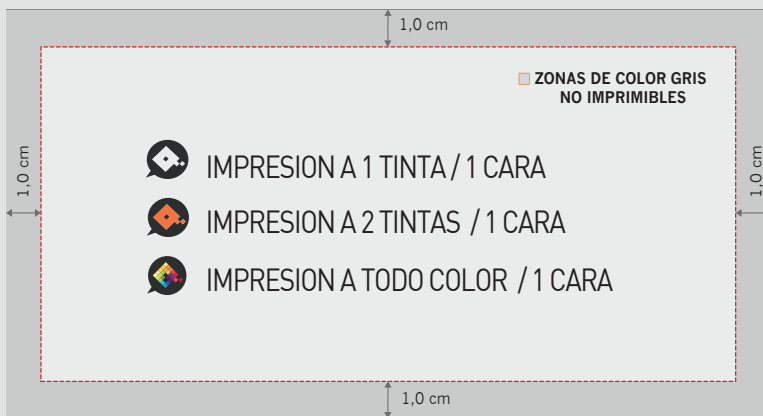 1,0 cm
ZONAS DE COLOR GRIS
NO IMPRIMIBLES
1,0 cm
1,0 cm
IMPRESION A 1 TINTA / 1 CARA
IMPRESION A 2 TINTAS / 1 CARA
IMPRESION A TODO COLOR / 1 CARA
1,0 cm